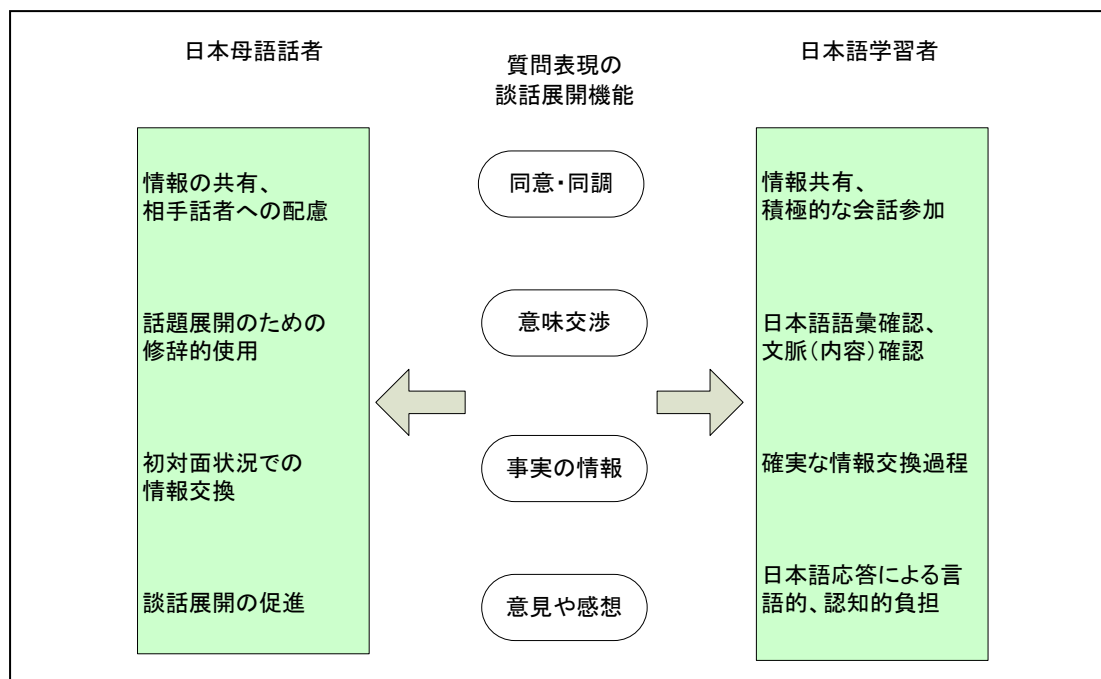 日本母語話者
質問表現の
談話展開機能
日本語学習者
情報の共有、
相手話者への配慮
同意・同調
情報共有、
積極的な会話参加
話題展開のための
修辞的使用
意味交渉
日本語語彙確認、
文脈（内容）確認
初対面状況での
情報交換
事実の情報
確実な情報交換過程
談話展開の促進
意見や感想
日本語応答による言
語的、認知的負担